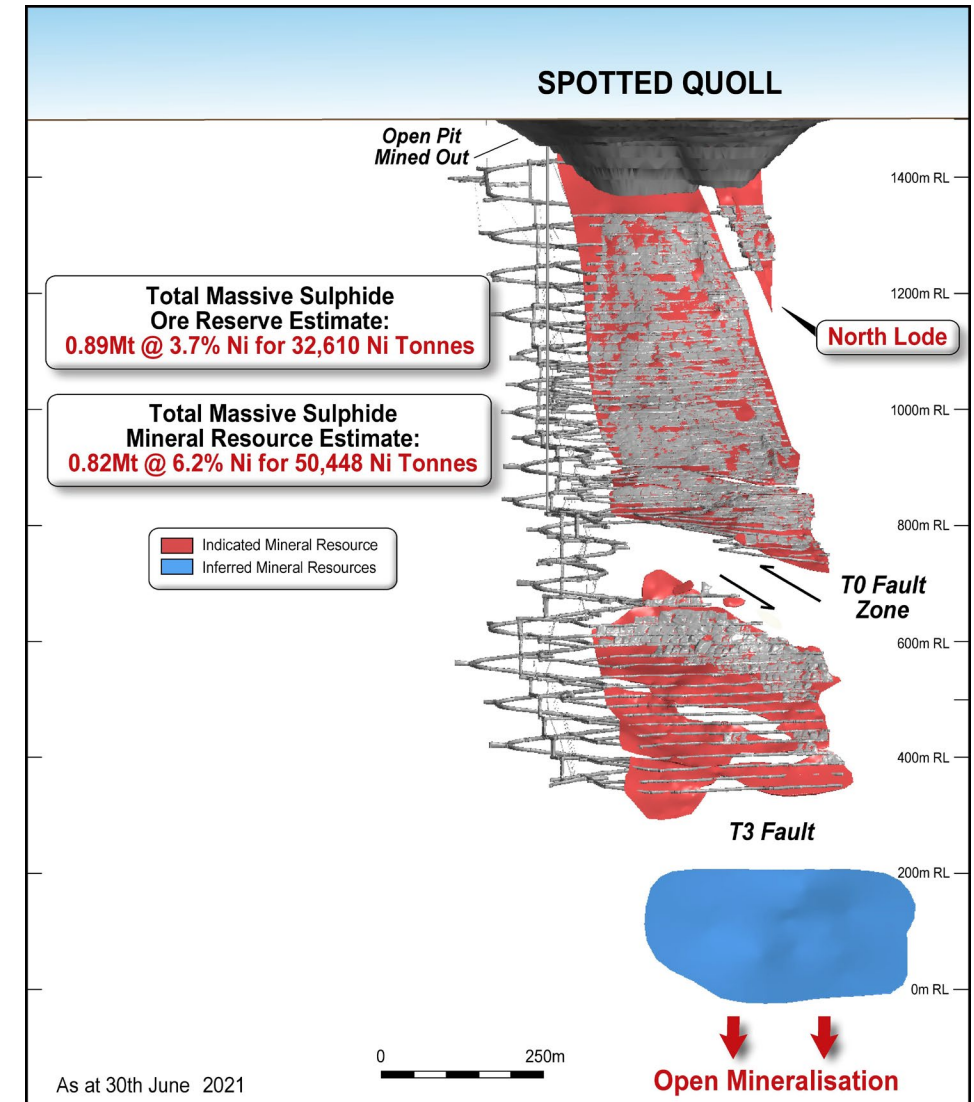 SPOTTED QUOLL
Open Pit
Mined Out
1400m RL
Total Massive Sulphide
Ore Reserve Estimate:
0.89Mt @ 3.7% Ni for 32,610 Ni Tonnes
1200m RL
North Lode
Total Massive Sulphide
Mineral Resource Estimate:
0.82Mt @ 6.2% Ni for 50,448 Ni Tonnes
1000m RL
800m RL
Indicated Mineral Resource
Inferred Mineral Resources
T0 Fault
Zone
600m RL
400m RL
T3 Fault
200m RL
0m RL
0 250m
Open Mineralisation
As at 30th June 2021